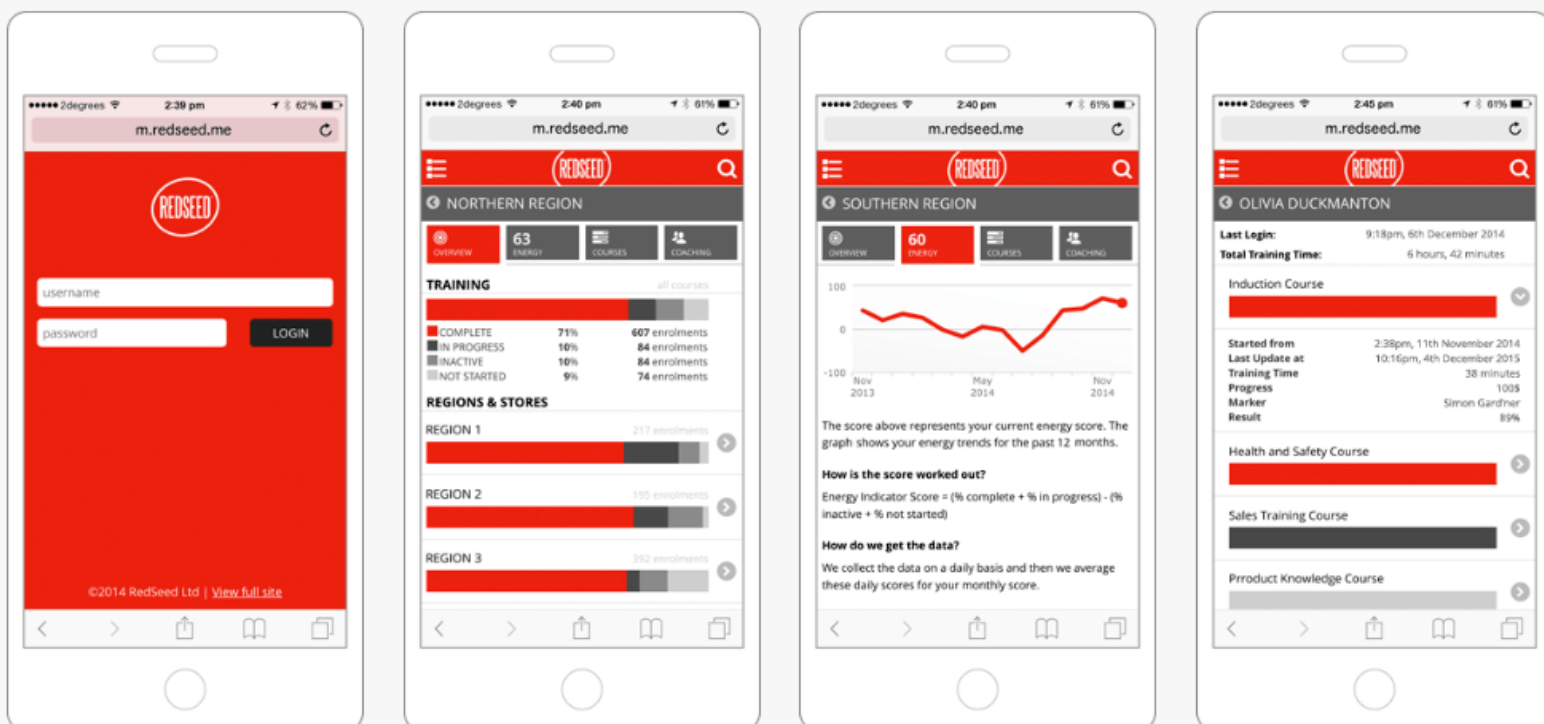 2degrees 2:39 pm 62%
m.redseed.me
REDSEED
username
password LOGIN
©2014 RedSeed Ltd | View full site
2degrees 2:40 pm 61%
m.redseed.me
REDSEED
NORTHERN REGION
OVERVIEW 63 ENERGY COURSES COACHING
TRAINING all courses
COMPLETE 71% 607 enrolments
IN PROGRESS 10% 84 enrolments
INACTIVE 10% 84 enrolments
NOT STARTED 9% 74 enrolments
REGIONS & STORES
REGION 1 217 enrolments
REGION 2 195 enrolments
REGION 3 392 enrolments
2degrees 2:40 pm 61%
m.redseed.me
REDSEED
SOUTHERN REGION
OVERVIEW 60 ENERGY COURSES COACHING
100
0
-100
Nov May Nov
2013 2014 2014
The score above represents your current energy score. The
graph shows your energy trends for the past 12 months.
How is the score worked out?
Energy Indicator Score = (% complete + % in progress) - (%
inactive + % not started)
How do we get the data?
We collect the data on a daily basis and then we average
these daily scores for your monthly score.
2degrees 2:45 pm 61%
m.redseed.me
REDSEED
OLIVIA DUCKMANTON
Last Login: 9:18pm, 6th December 2014
Total Training Time: 6 hours, 42 minutes
Induction Course
Started from 2:38pm, 11th November 2014
Last Update at 10:16pm, 4th December 2015
Training Time 38 minutes
Progress 100$
Marker Simon Gard'ner
Result 89%
Health and Safety Course
Sales Training Course
Prroduct Knowledge Course